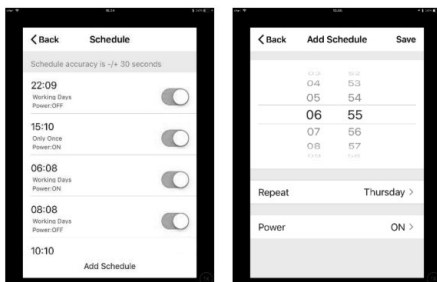 Back Schedule
Schedule accuracy is -/+ 30 seconds
22:09
Working Days
Power:OFF
15:10
Only Once
Power:ON
06:08
Working Days
Power:ON
08:08
Working Days
Power:OFF
10:10
Add Schedule
Back Add Schedule Save
04 53
05 54
06 55
07 56
08 57
Repeat Thursday
Power ON